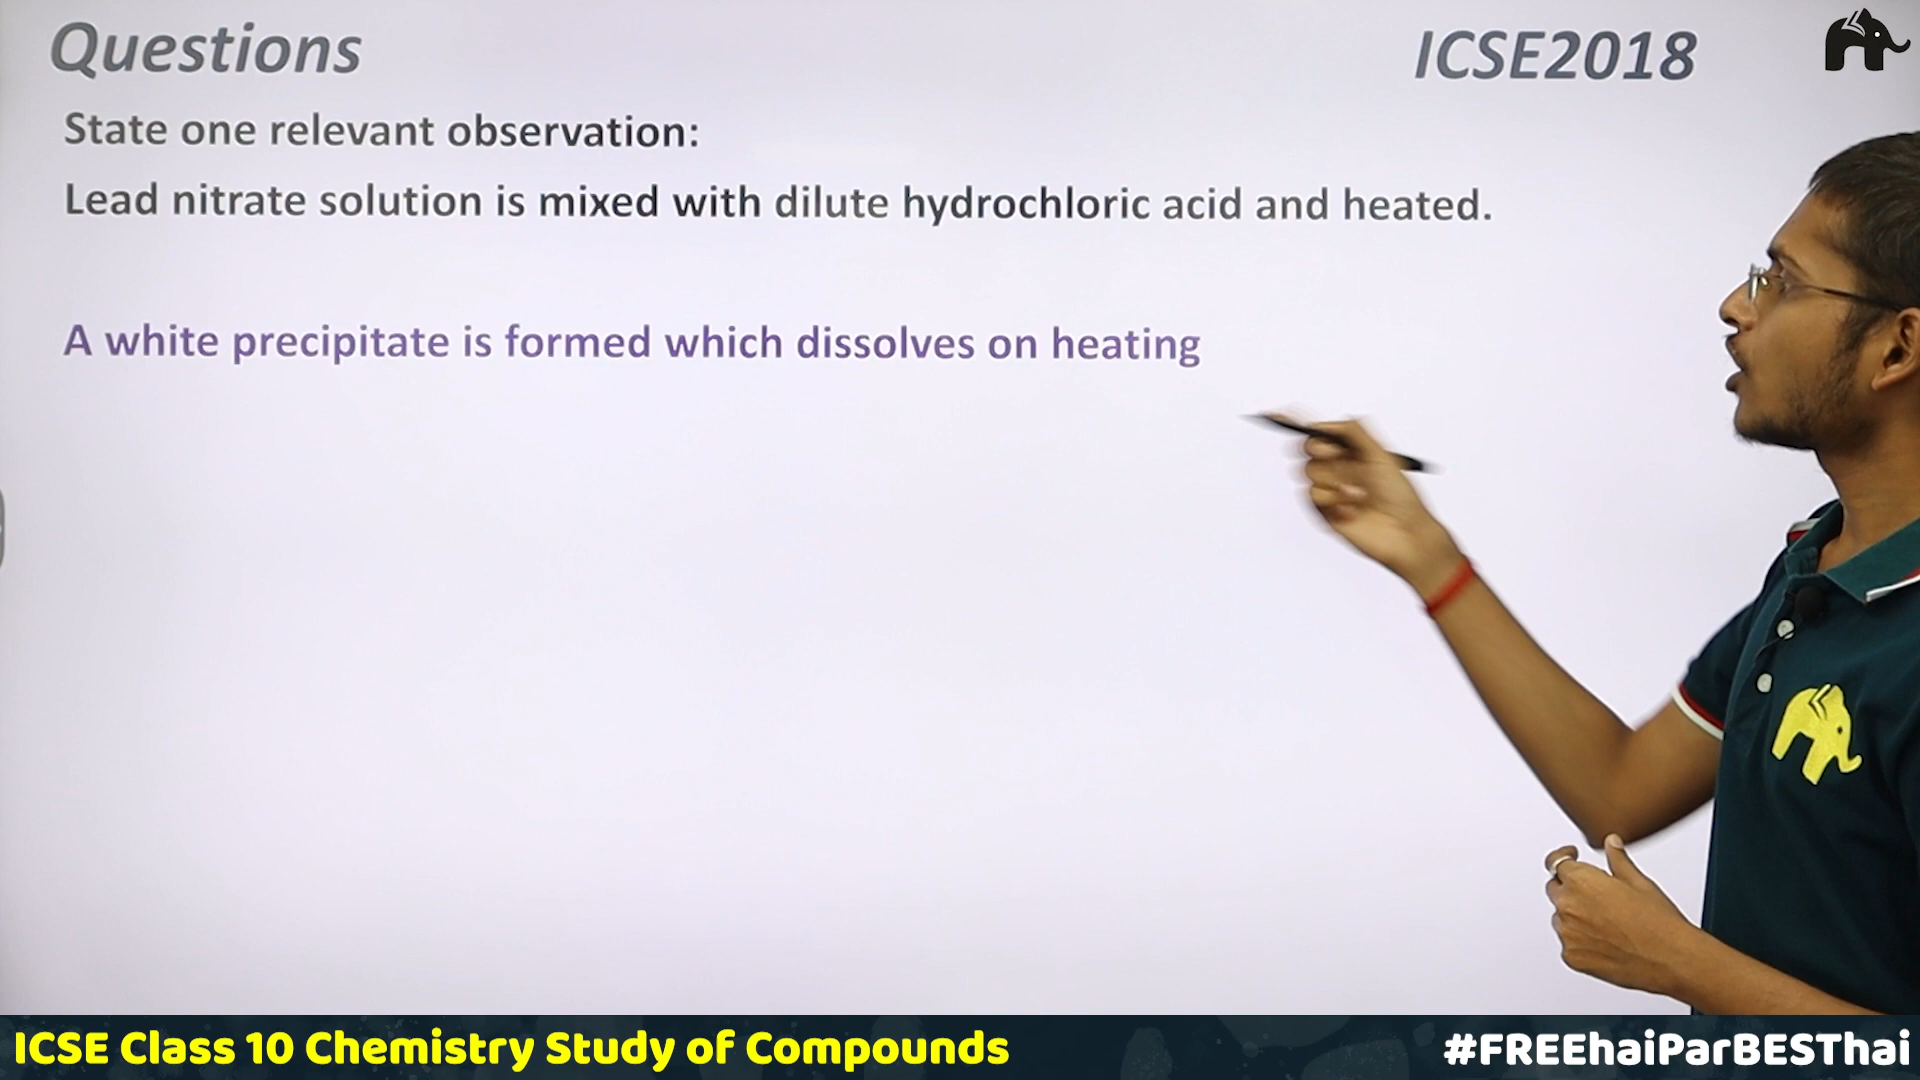 Questions
ICSE2018
State one relevant observation:
Lead nitrate solution is mixed with dilute hydrochloric acid and heated.
A white precipitate is formed which dissolves on heating
ICSE Class 10 Chemistry Study of Compounds
#FREEhaiParBESThai